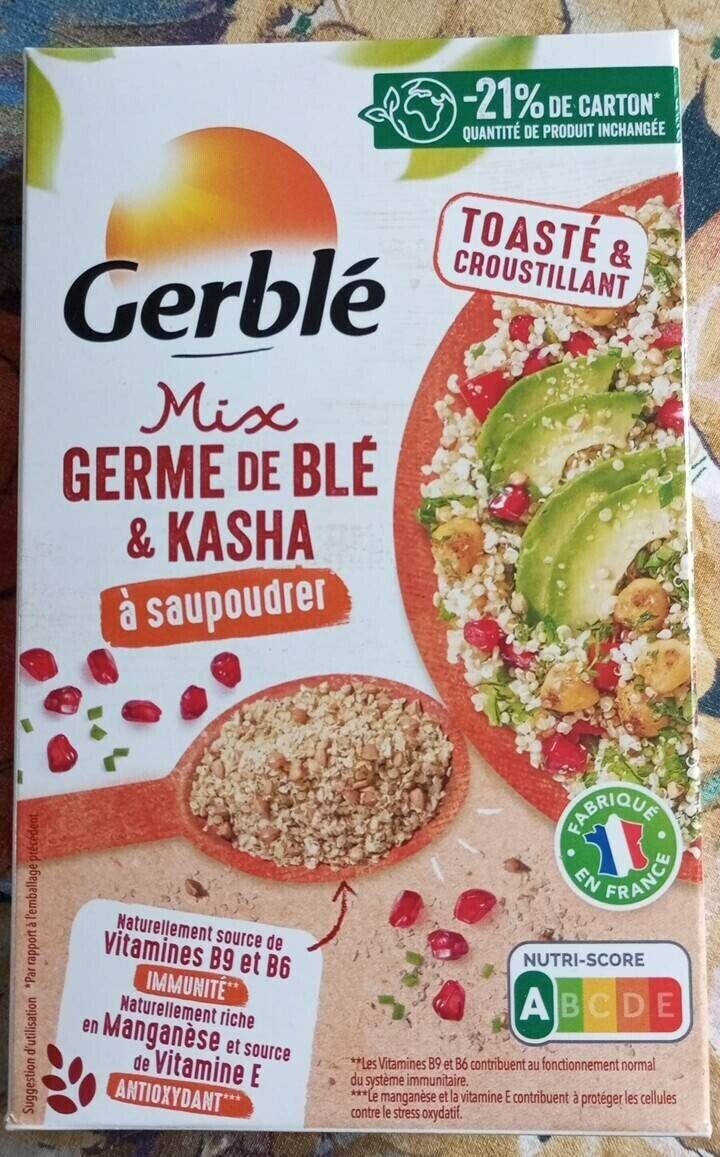 -21% DE CARTON*
QUANTITÉ DE PRODUIT INCHANGÉE
TOASTÉ &
CROUSTILLANT
Gerblé
Mix
GERME DE BLÉ
& KASHA
à saupoudrer
FABRIQUÉ
EN FRANCE
Naturellement source de
Vitamines B9 et B6
IMMUNITÉ**
Naturellement riche
en Manganèse et source
de Vitamine E
ANTIOXYDANT***
NUTRI-SCORE
A B C D E
**Les Vitamines B9 et B6 contribuent au fonctionnement normal
du système immunitaire.
***Le manganèse et la vitamine E contribuent à protéger les cellules
contre le stress oxydatif.
Suggestion d'utilisation *Par rapport à l'emballage précédent